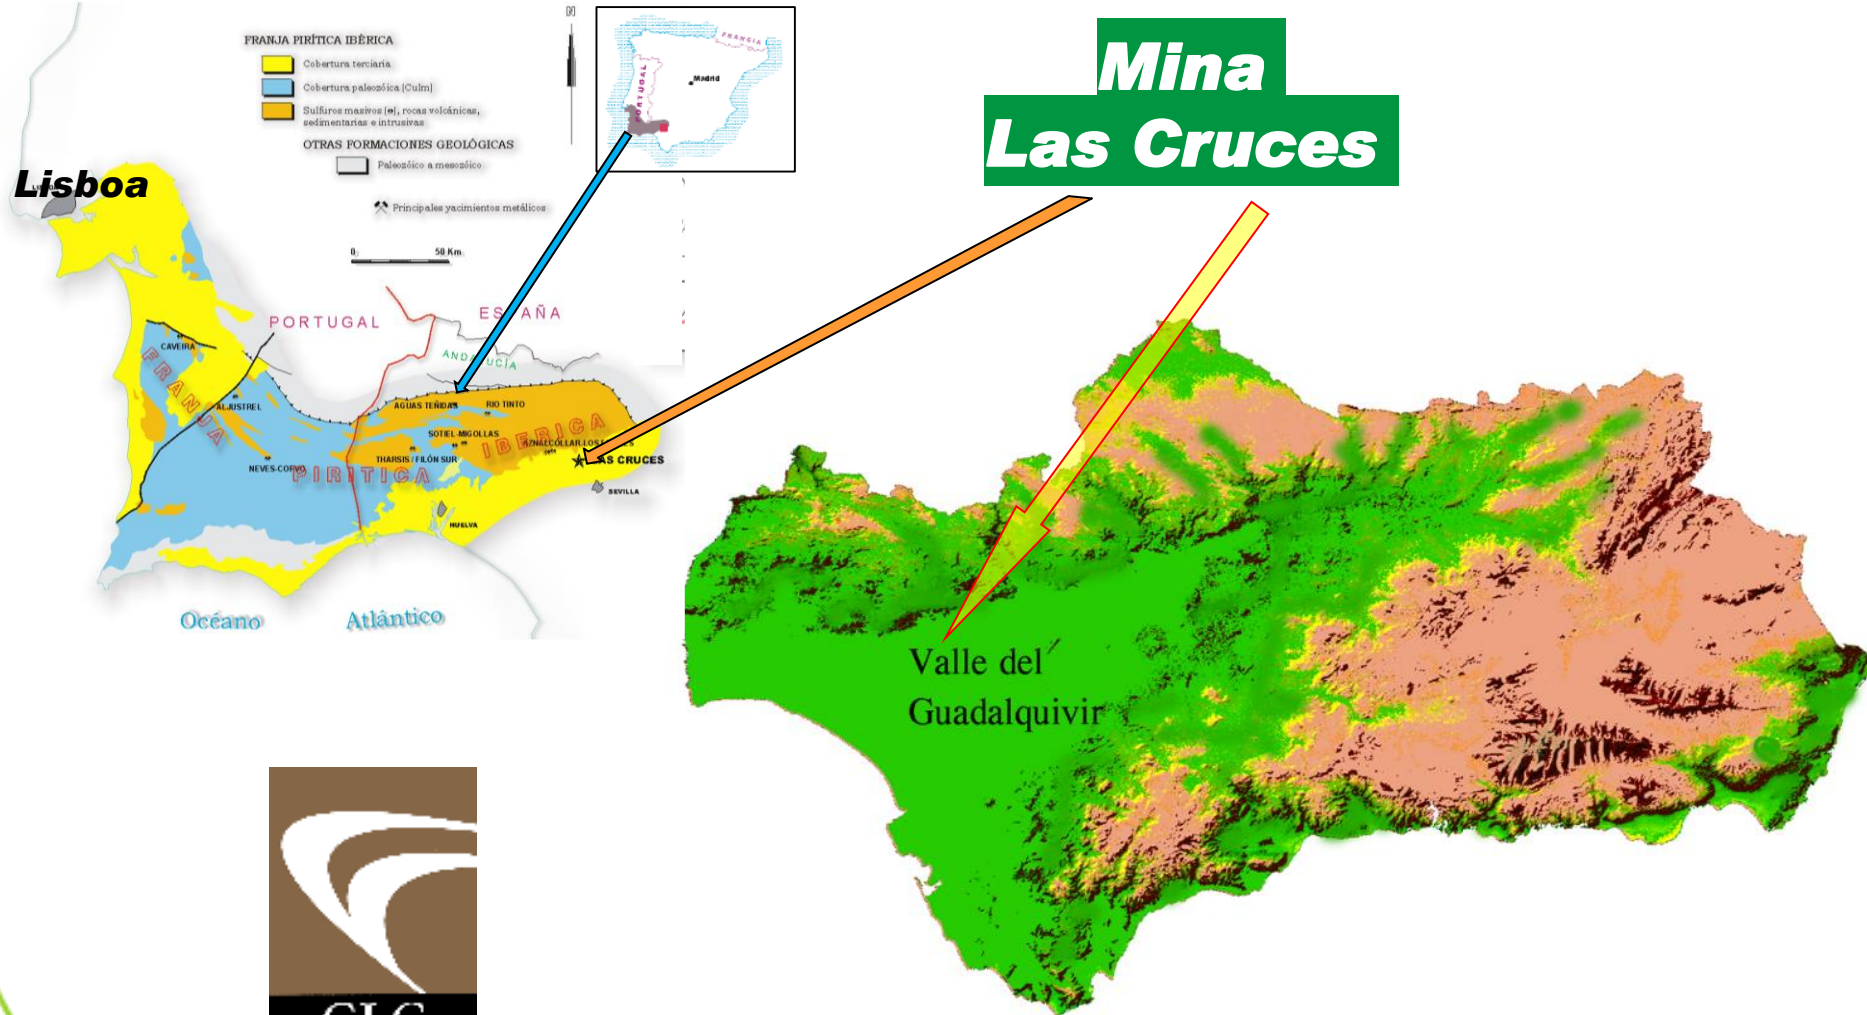 FRANJA PIRÍTICA IBÉRICA
Cobertura terciaria
Cobertura paleozóica (Culm)
Sulfuros masivos (●), rocas volcánicas,
sedimentarias e intrusivas
OTRAS FORMACIONES GEOLÓGICAS
Paleozóico a mesozóico
Principales yacimientos metálicos
0 50 Km.
FRANCIA
PORTUGAL
Madrid
Mina
Las Cruces
Lisboa
PORTUGAL
ESPAÑA
ANDALUCÍA
CAVEIRA
ALJUSTREL
NEVES-CORVO
AGUAS TEÑIDAS
RIO TINTO
SOTIEL-MIGOLLAS
THARSIS / FILÓN SUR
LAS CRUCES
SEVILLA
HUELVA
FRANJA
PIRITICA
IBERICA
Océano Atlántico
Valle del
Guadalquivir
CLC